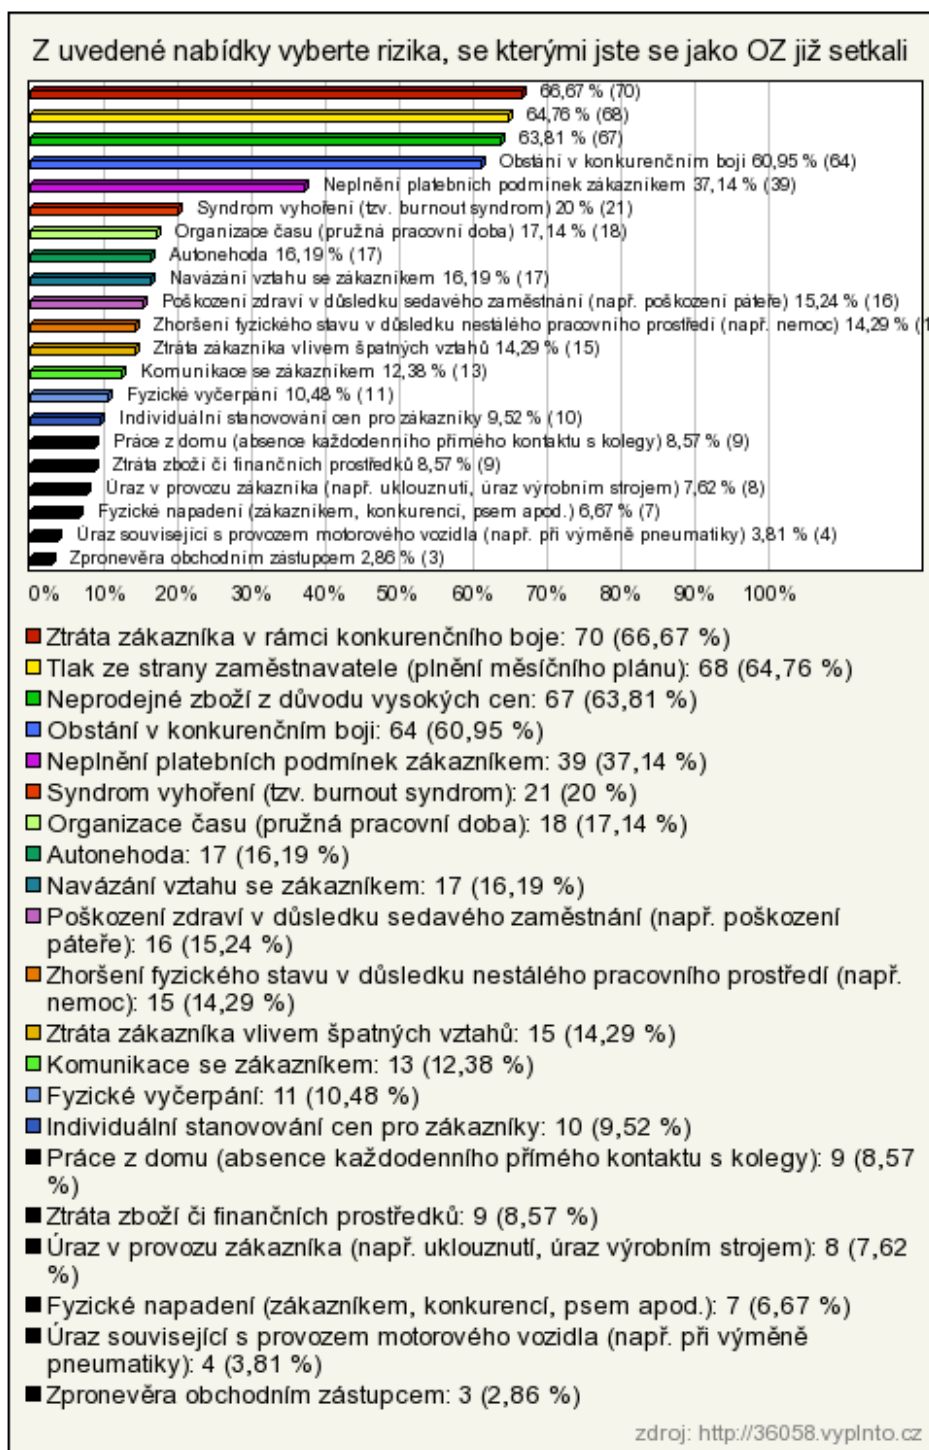 Z uvedené nabídky vyberte rizika, se kterými jste se jako OZ již setkali
66,67 % (70)
64,76 % (68)
63,81 % (67)
Obstání v konkurenčním boji 60,95 % (64)
Neplnění platebních podmínek zákazníkem 37,14 % (39)
Syndrom vyhoření (tzv. burnout syndrom) 20 % (21)
Organizace času (pružná pracovní doba) 17,14 % (18)
Autonehoda 16,19 % (17)
Navázání vztahu se zákazníkem 16,19 % (17)
Poškození zdraví v důsledku sedavého zaměstnání (např. poškození páteře) 15,24 % (16)
Zhoršení fyzického stavu v důsledku nestálého pracovního prostředí (např. nemoc) 14,29 % (1
Ztráta zákazníka vlivem špatných vztahů 14,29 % (15)
Komunikace se zákazníkem 12,38 % (13)
Fyzické vyčerpání 10,48 % (11)
Individuální stanovování cen pro zákazníky 9,52 % (10)
Práce z domu (absence každodenního přímého kontaktu s kolegy) 8,57 % (9)
Ztráta zboží či finančních prostředků 8,57 % (9)
Úraz v provozu zákazníka (např. uklouznutí, úraz výrobním strojem) 7,62 % (8)
Fyzické napadení (zákazníkem, konkurencí, psem apod.) 6,67 % (7)
Úraz související s provozem motorového vozidla (např. při výměně pneumatiky) 3,81 % (4)
Zpronevěra obchodním zástupcem 2,86 % (3)
0% 10% 20% 30% 40% 50% 60% 70% 80% 90% 100%
Ztráta zákazníka v rámci konkurenčního boje: 70 (66,67 %)
Tlak ze strany zaměstnavatele (plnění měsíčního plánu): 68 (64,76 %)
Neprodejné zboží z důvodu vysokých cen: 67 (63,81 %)
Obstání v konkurenčním boji: 64 (60,95 %)
Neplnění platebních podmínek zákazníkem: 39 (37,14 %)
Syndrom vyhoření (tzv. burnout syndrom): 21 (20 %)
Organizace času (pružná pracovní doba): 18 (17,14 %)
Autonehoda: 17 (16,19 %)
Navázání vztahu se zákazníkem: 17 (16,19 %)
Poškození zdraví v důsledku sedavého zaměstnání (např. poškození
páteře): 16 (15,24 %)
Zhoršení fyzického stavu v důsledku nestálého pracovního prostředí (např.
nemoc): 15 (14,29 %)
Ztráta zákazníka vlivem špatných vztahů: 15 (14,29 %)
Komunikace se zákazníkem: 13 (12,38 %)
Fyzické vyčerpání: 11 (10,48 %)
Individuální stanovování cen pro zákazníky: 10 (9,52 %)
Práce z domu (absence každodenního přímého kontaktu s kolegy): 9 (8,57
%)
Ztráta zboží či finančních prostředků: 9 (8,57 %)
Úraz v provozu zákazníka (např. uklouznutí, úraz výrobním strojem): 8 (7,62
%)
Fyzické napadení (zákazníkem, konkurencí, psem apod.): 7 (6,67 %)
Úraz související s provozem motorového vozidla (např. při výměně
pneumatiky): 4 (3,81 %)
Zpronevěra obchodním zástupcem: 3 (2,86 %)
zdroj: http://36058.vyplnto.cz